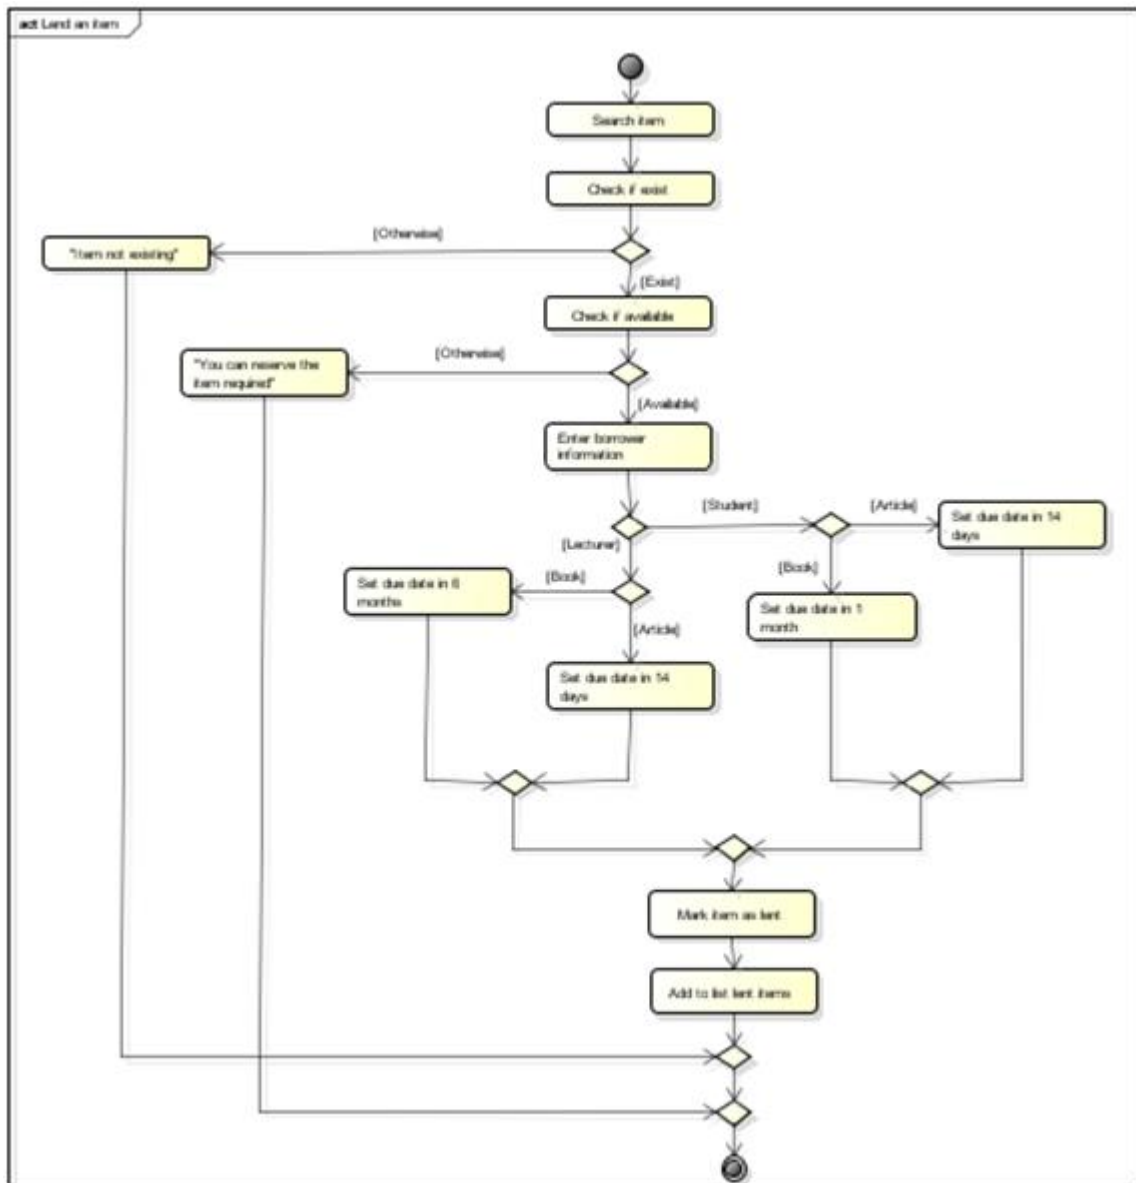 act Lend an item
Search item
Check if exist
[Otherwise]
"Item not existing"
[Exist]
Check if available
[Otherwise]
"You can reserve the
item required"
[Available]
Enter borrower
information
[Student]
[Article]
Set due date in 14
days
[Lecturer]
[Book]
Set due date in 6
months
[Book]
Set due date in 1
month
[Article]
Set due date in 14
days
Mark item as lent
Add to list lent items